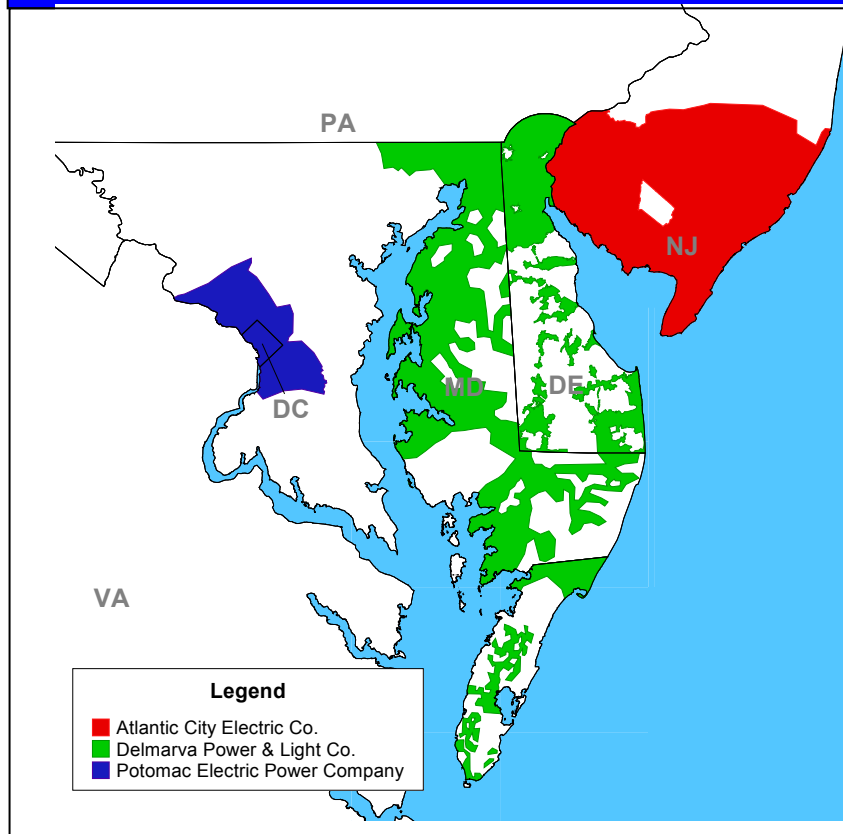 PA
NJ
MD
DE
DC
VA
Legend
Atlantic City Electric Co.
Delmarva Power & Light Co.
Potomac Electric Power Company